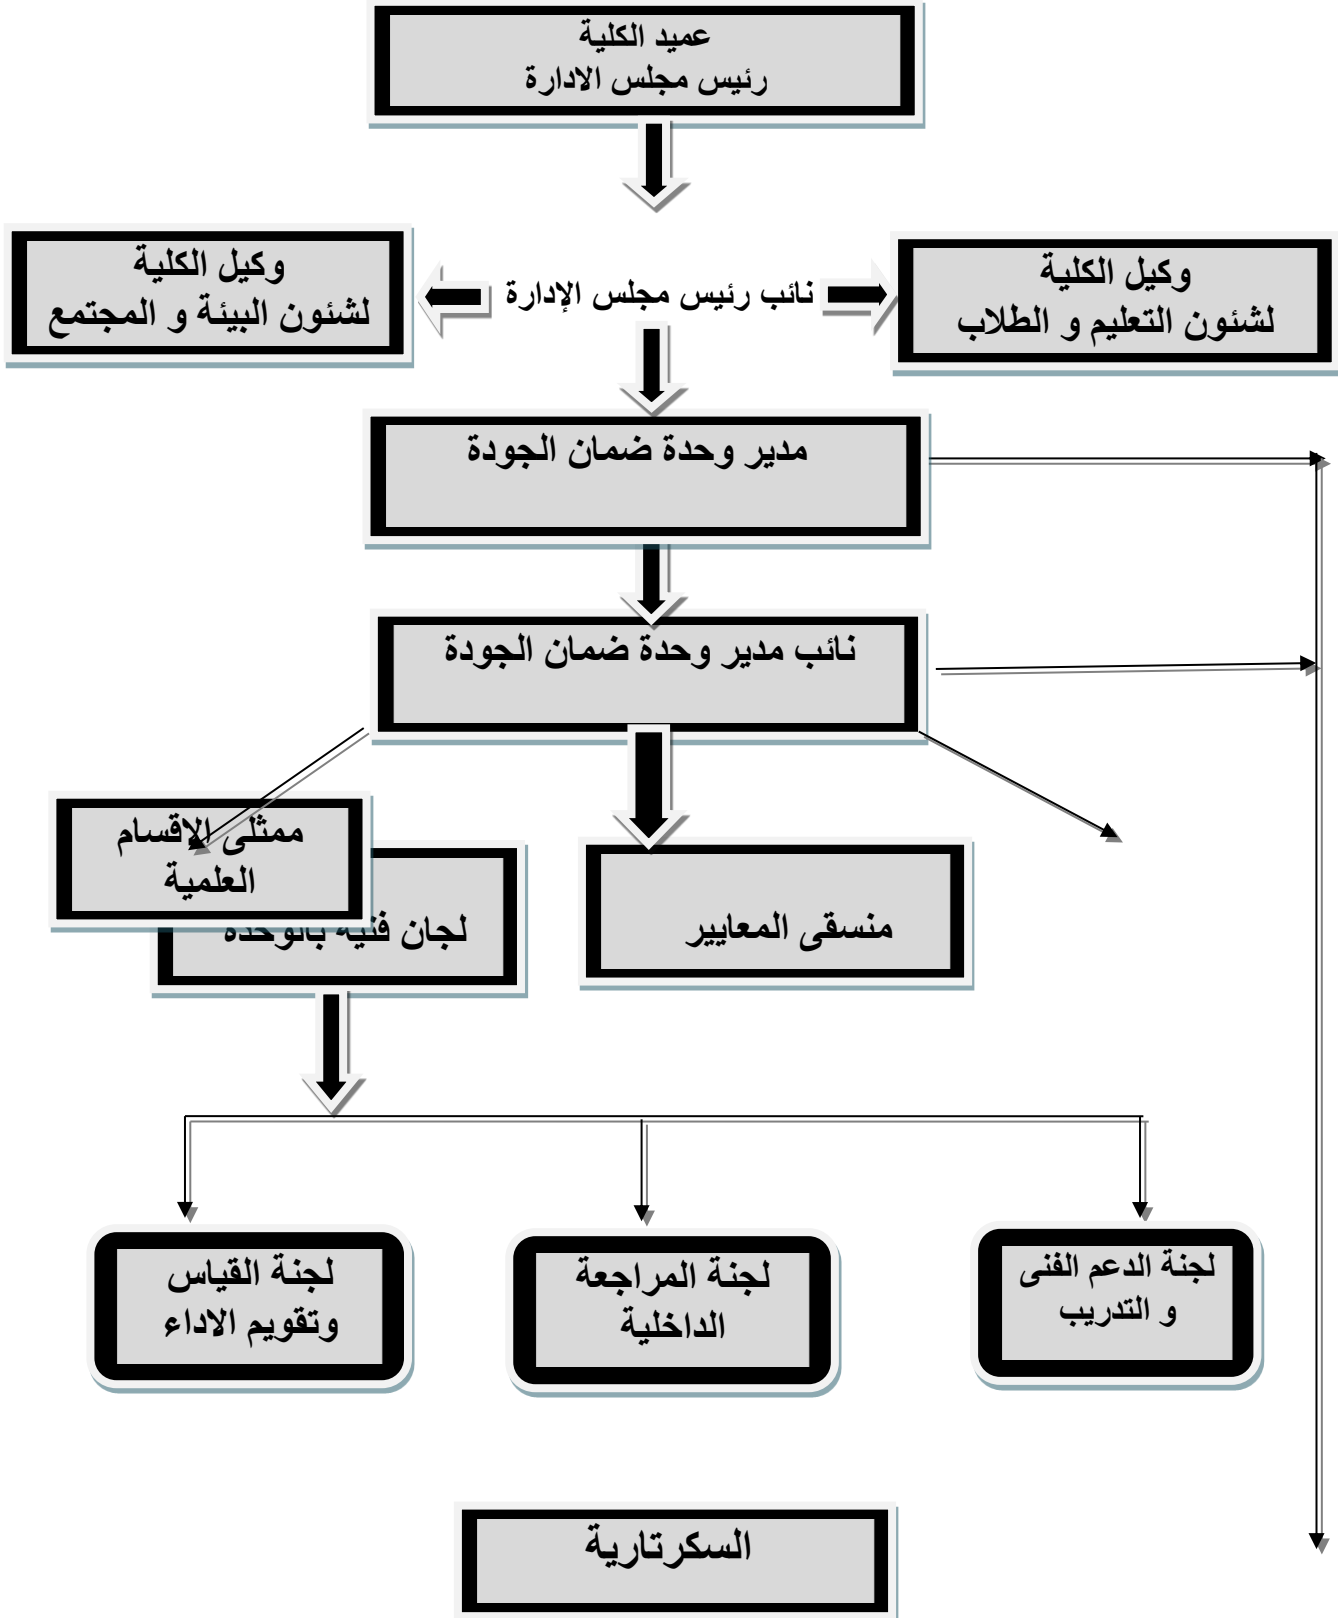 عميد الكلية
رئيس مجلس الادارة
وكيل الكلية
لشئون التعليم و الطلاب
نائب رئيس مجلس الإدارة
وكيل الكلية
لشئون البيئة و المجتمع
مدير وحدة ضمان الجودة
نائب مدير وحدة ضمان الجودة
منسقى المعايير
ممثلى الاقسام
العلمية
لجان فنية بالوحدة
لجنة الدعم الفنى
و التدريب
لجنة المراجعة
الداخلية
لجنة القياس
وتقويم الاداء
السكرتارية